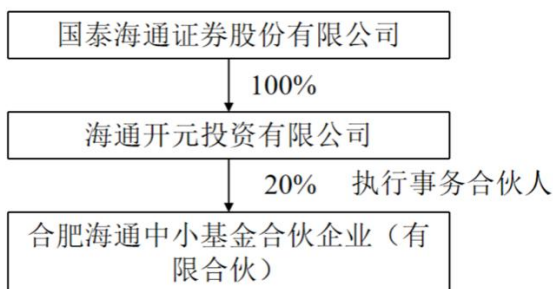 国泰海通证券股份有限公司
100%
海通开元投资有限公司
20% 执行事务合伙人
合肥海通中小基金合伙企业（有
限合伙）